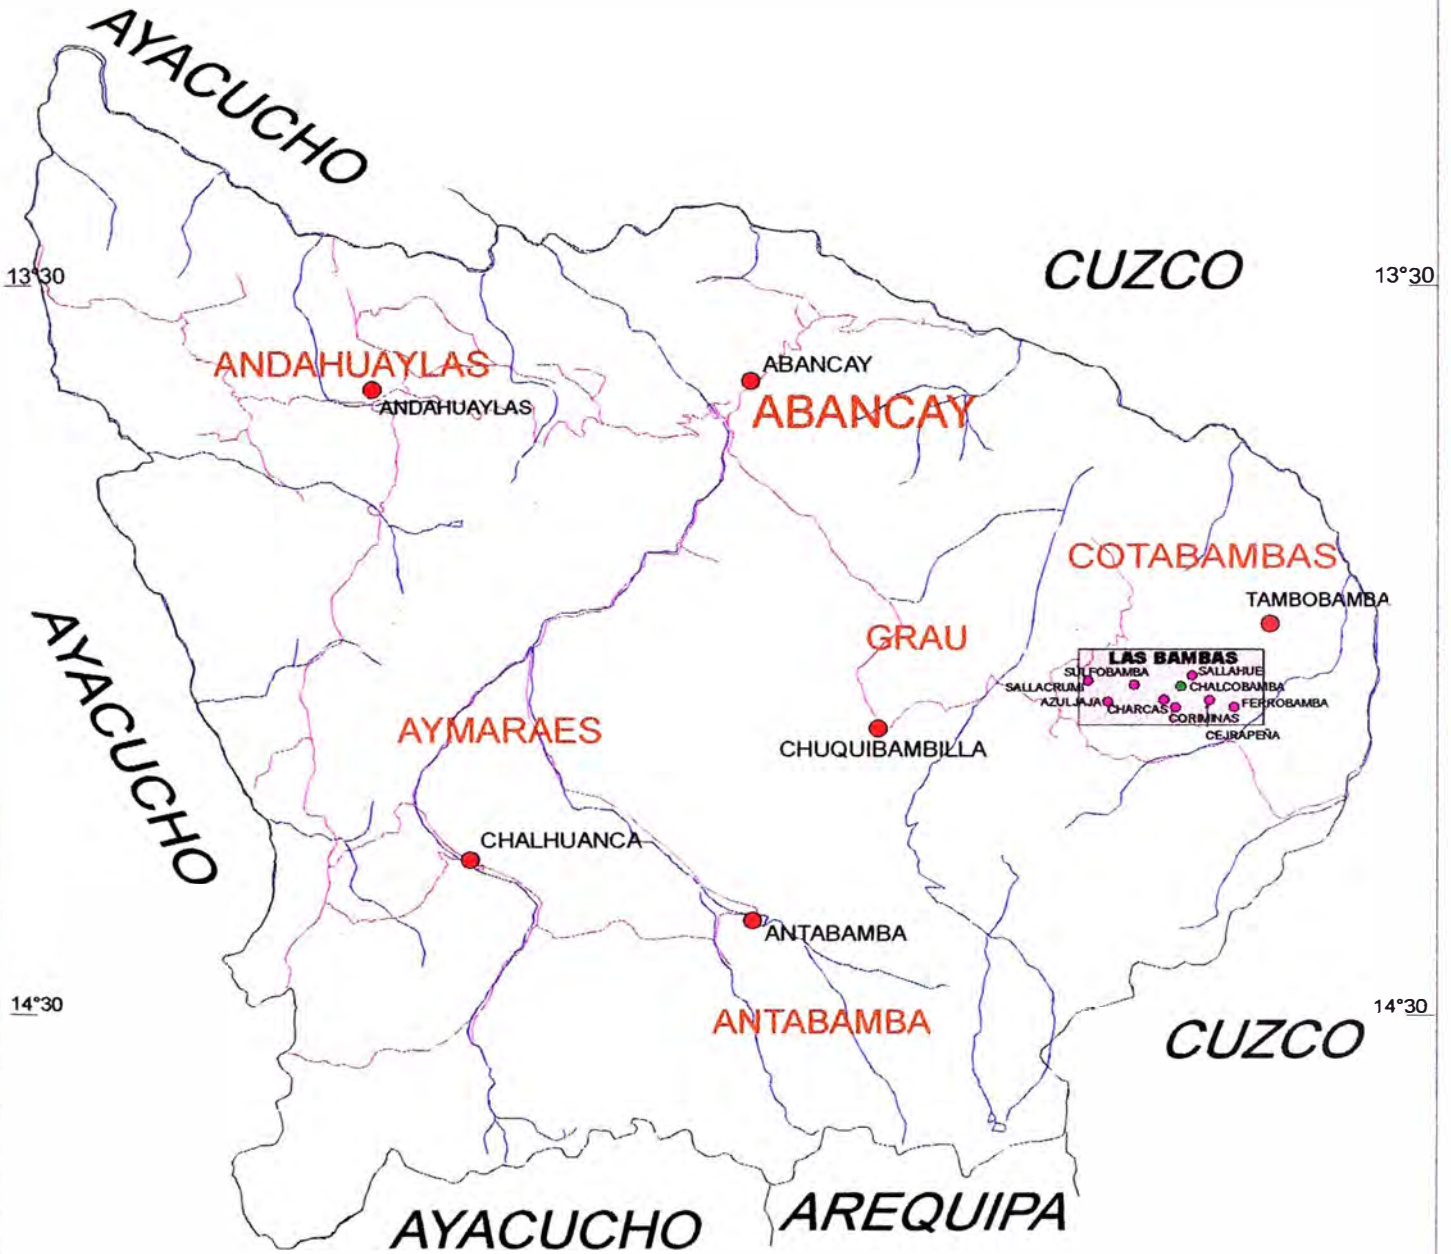 AYACUCHO
CUZCO
13°30
13°30
ANDAHUAYLAS
ABANCAY
ANDAHUAYLAS
ABANCAY
COTABAMBAS
TAMBOBAMBA
GRAU
LAS BAMBAS
SULFOBAMBA
SALLAHUE
SALLACRUMI
CHALCOBAMBA
AZULJAJA
CHARCAS
FERROBAMBA
CORIMINAS
CEJRAPEÑA
AYACUCHO
AYMARAES
CHUQUIBAMBILLA
CHALHUANCA
ANTABAMBA
14°30
14°30
ANTABAMBA
CUZCO
AYACUCHO
AREQUIPA